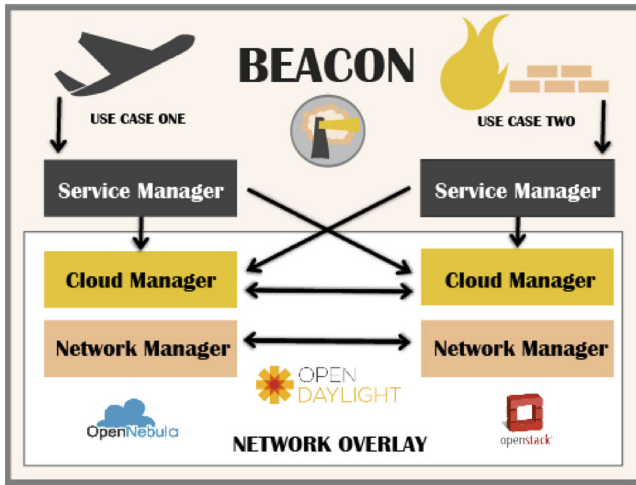 BEACON
USE CASE ONE
USE CASE TWO
Service Manager
Service Manager
Cloud Manager
Cloud Manager
Network Manager
Network Manager
OPEN
DAYLIGHT
OpenNebula
openstack
NETWORK OVERLAY